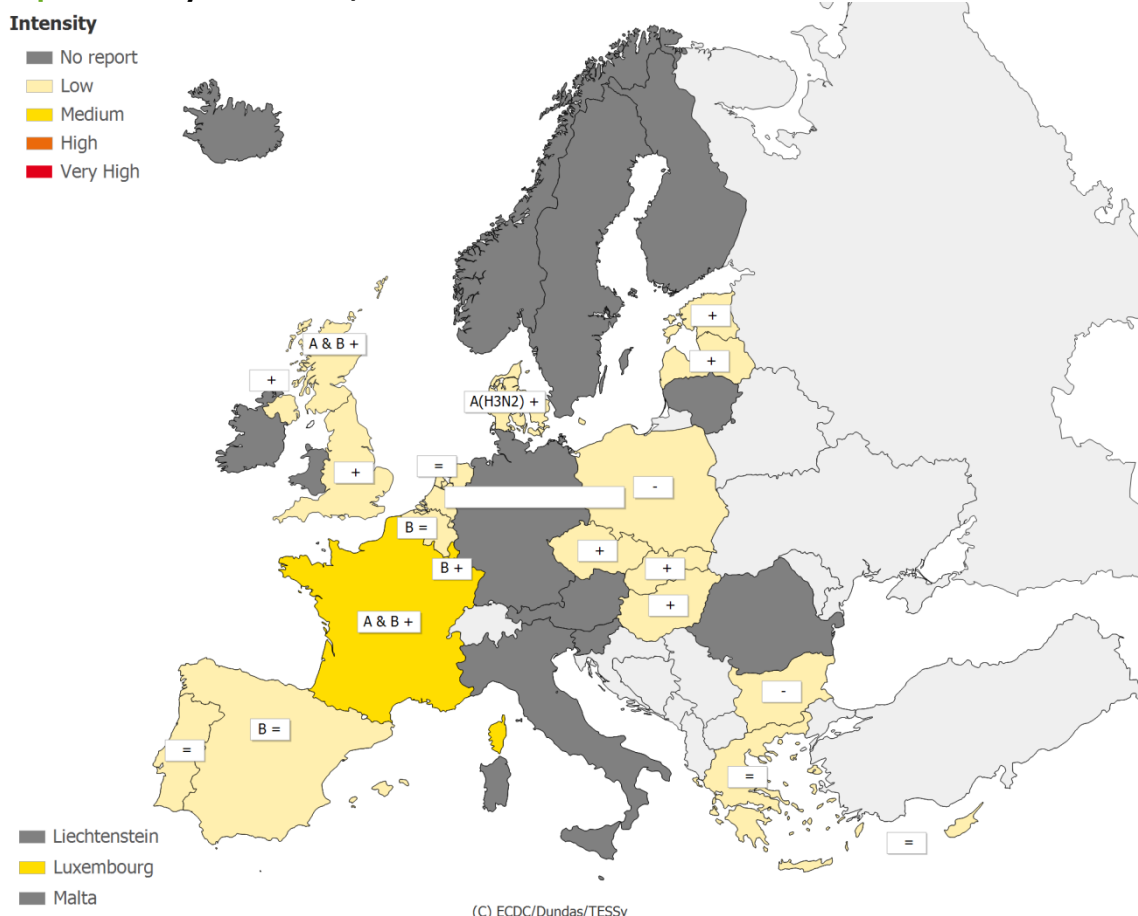 Intensity
No report
Low
Medium
High
Very High
A & B +
+
+
+
A(H3N2) +
+
=
+
-
B =
+
B +
+
+
A & B +
-
B =
=
=
=
Liechtenstein
Luxembourg
Malta
(C) ECDC/Dundas/TESSy